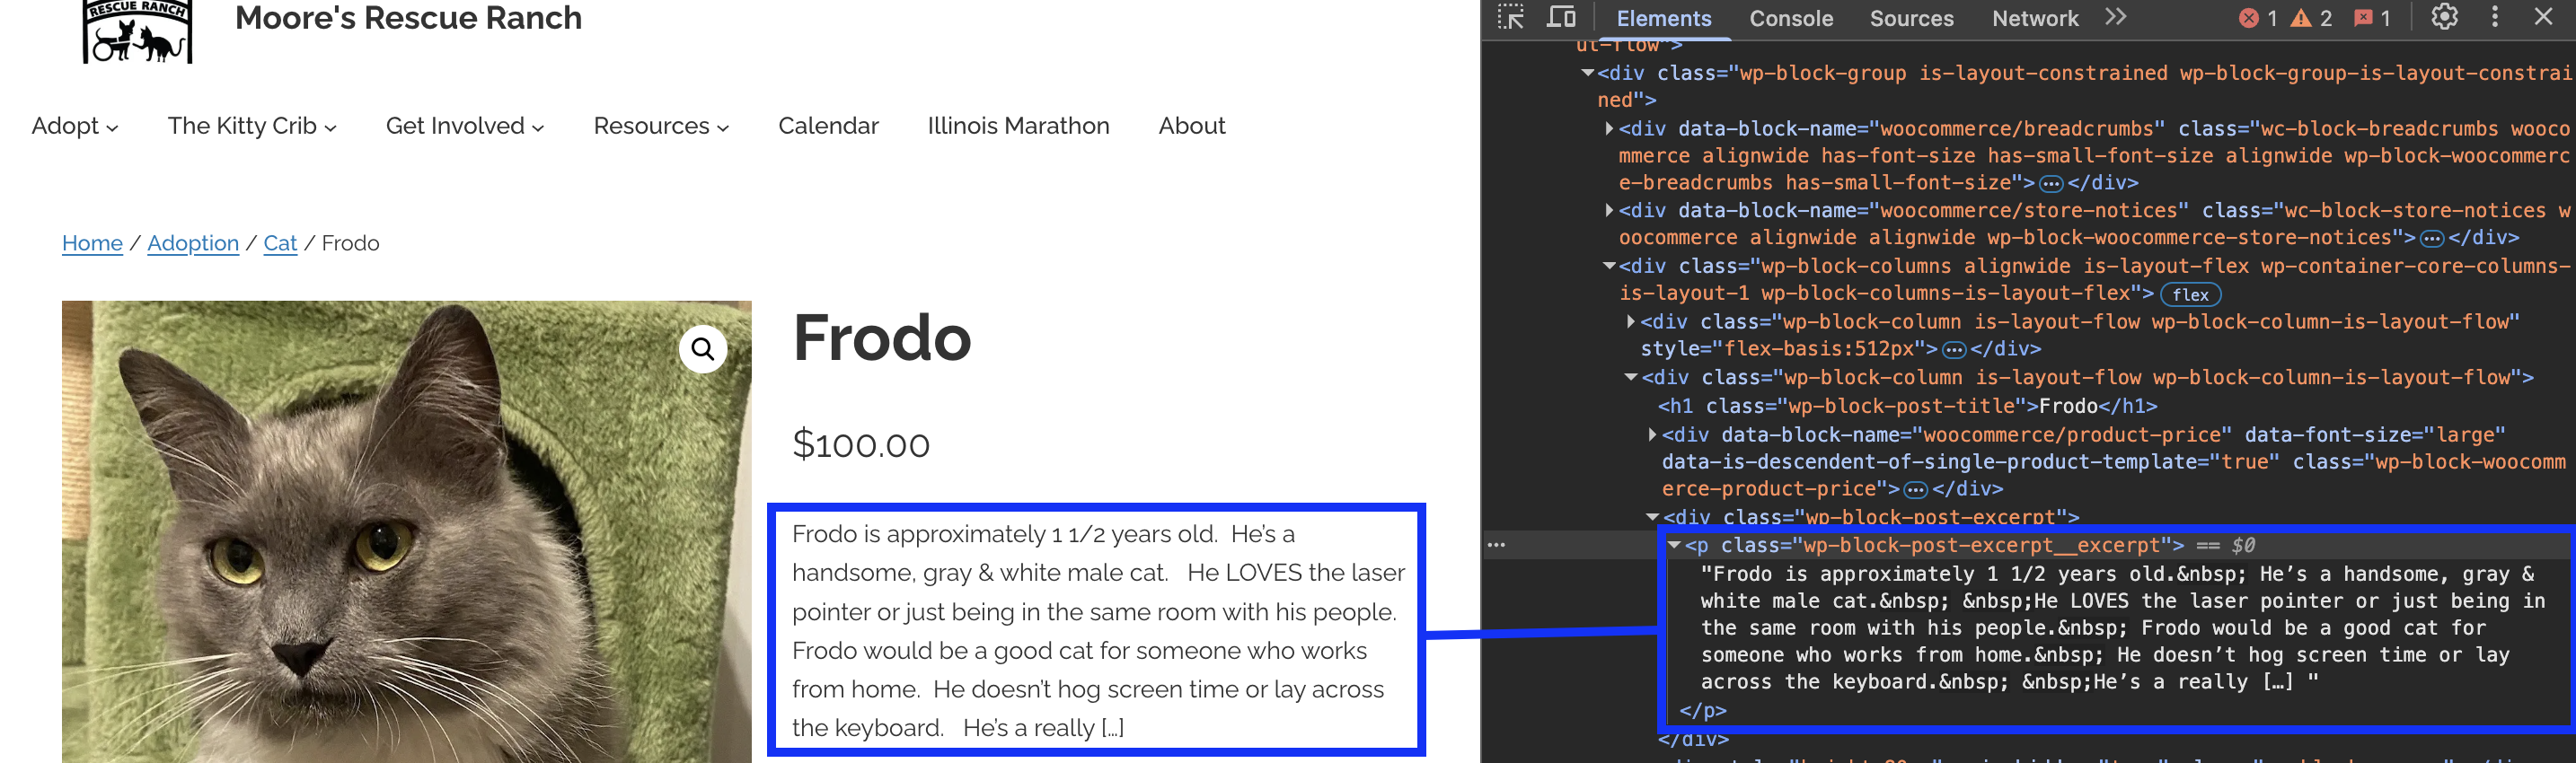 RESCUE RANCH
Moore's Rescue Ranch
Adopt
The Kitty Crib
Get Involved
Resources
Calendar
Illinois Marathon
About
Home / Adoption / Cat / Frodo
Frodo
$100.00
Frodo is approximately 1 1/2 years old.  He’s a
handsome, gray & white male cat.   He LOVES the laser
pointer or just being in the same room with his people.
Frodo would be a good cat for someone who works
from home.  He doesn’t hog screen time or lay across
the keyboard.   He’s a really […]
Elements
Console
Sources
Network
1
2
1
ut-flow">
<div class="wp-block-group is-layout-constrained wp-block-group-is-layout-constrai
ned">
<div data-block-name="woocommerce/breadcrumbs" class="wc-block-breadcrumbs wooco
mmerce alignwide has-font-size has-small-font-size alignwide wp-block-woocommerc
e-breadcrumbs has-small-font-size">…</div>
<div data-block-name="woocommerce/store-notices" class="wc-block-store-notices w
oocommerce alignwide alignwide wp-block-woocommerce-store-notices">…</div>
<div class="wp-block-columns alignwide is-layout-flex wp-container-core-columns-
is-layout-1 wp-block-columns-is-layout-flex"> flex
<div class="wp-block-column is-layout-flow wp-block-column-is-layout-flow"
style="flex-basis:512px">…</div>
<div class="wp-block-column is-layout-flow wp-block-column-is-layout-flow">
<h1 class="wp-block-post-title">Frodo</h1>
<div data-block-name="woocommerce/product-price" data-font-size="large"
data-is-descendent-of-single-product-template="true" class="wp-block-woocomm
erce-product-price">…</div>
<div class="wp-block-post-excerpt">
<p class="wp-block-post-excerpt__excerpt"> == $0
"Frodo is approximately 1 1/2 years old.&nbsp; He’s a handsome, gray &
white male cat.&nbsp; &nbsp;He LOVES the laser pointer or just being in
the same room with his people.&nbsp; Frodo would be a good cat for
someone who works from home.&nbsp; He doesn’t hog screen time or lay
across the keyboard.&nbsp; &nbsp;He’s a really […] "
</p>
</div>